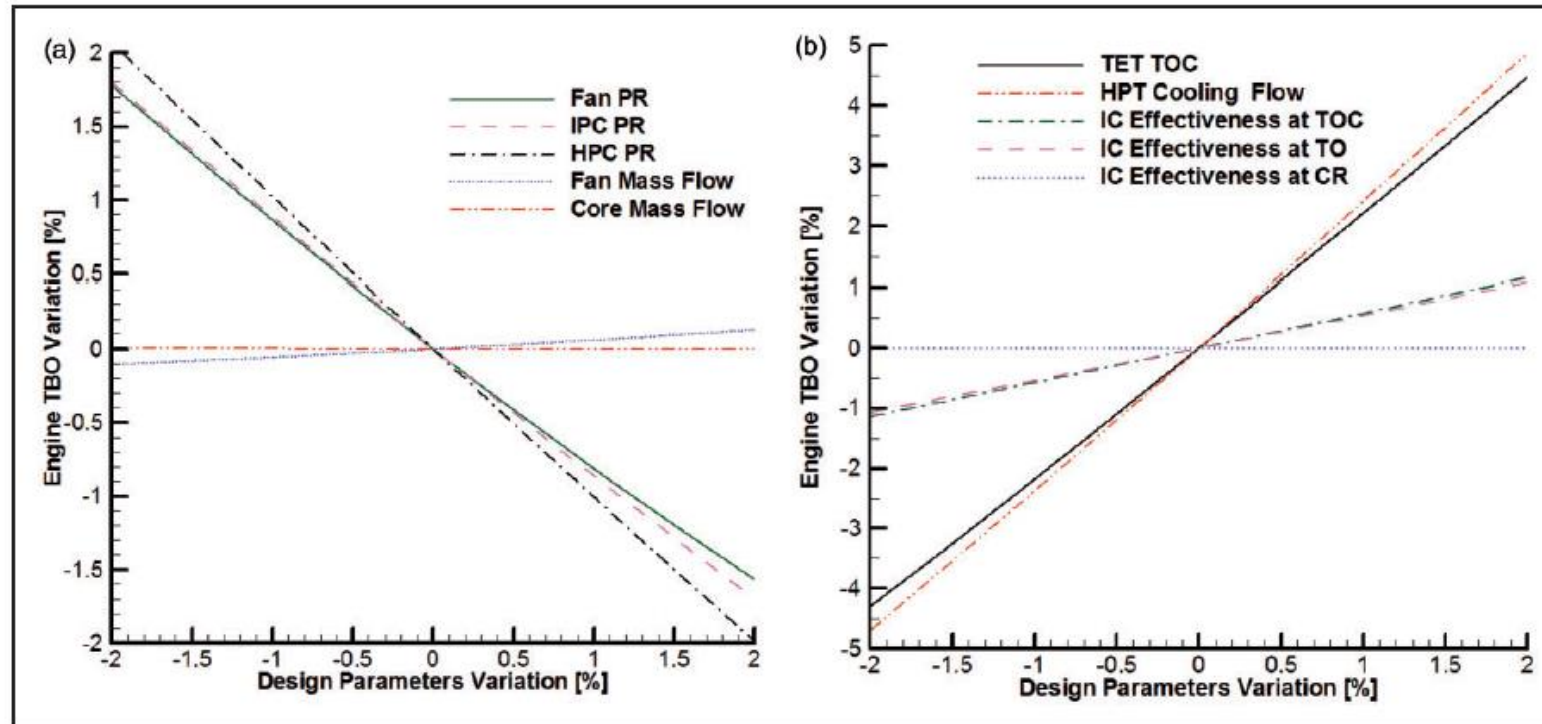 (a)
Engine TBO Variation [%]
2
1.5
1
0.5
0
-0.5
-1
-1.5
-2
Fan PR
IPC PR
HPC PR
Fan Mass Flow
Core Mass Flow
-2 -1.5 -1 -0.5 0 0.5 1 1.5 2
Design Parameters Variation [%]
(b)
Engine TBO Variation [%]
5
4
3
2
1
0
-1
-2
-3
-4
-5
TET TOC
HPT Cooling Flow
IC Effectiveness at TOC
IC Effectiveness at TO
IC Effectiveness at CR
-2 -1.5 -1 -0.5 0 0.5 1 1.5 2
Design Parameters Variation [%]